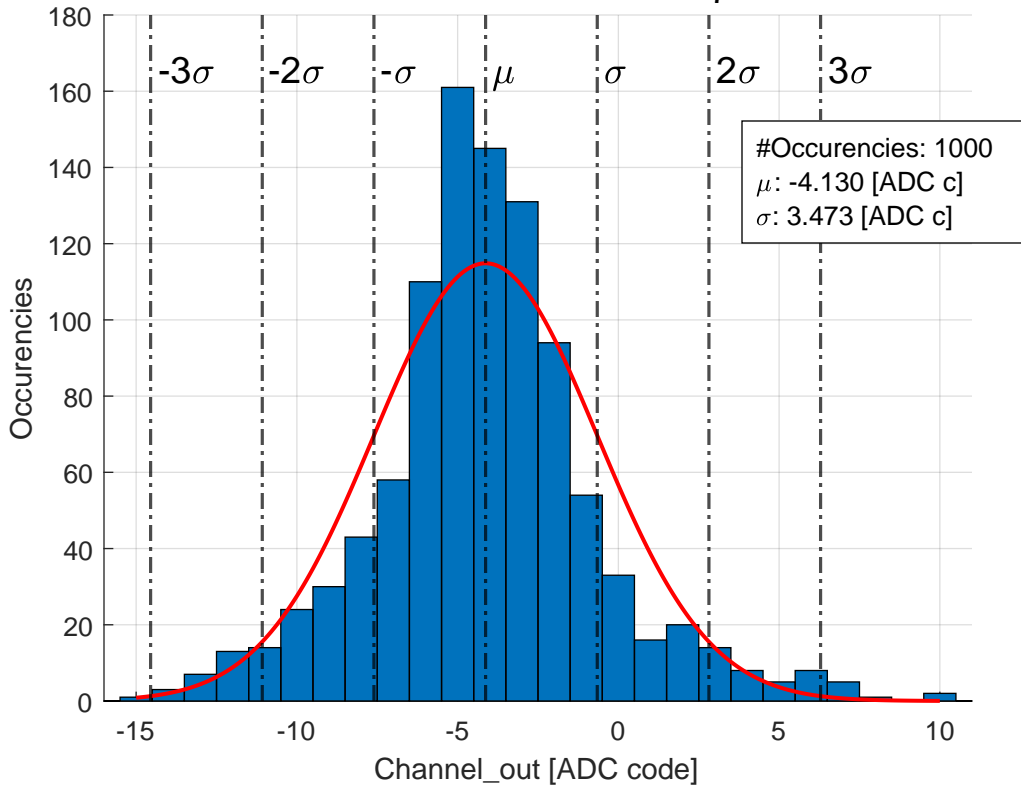 180
160
140
120
100
80
60
40
20
0
Occurencies
-3σ
-2σ
-σ
μ
σ
2σ
3σ
#Occurencies: 1000
μ: -4.130 [ADC c]
σ: 3.473 [ADC c]
-15
-10
-5
0
5
10
Channel_out [ADC code]